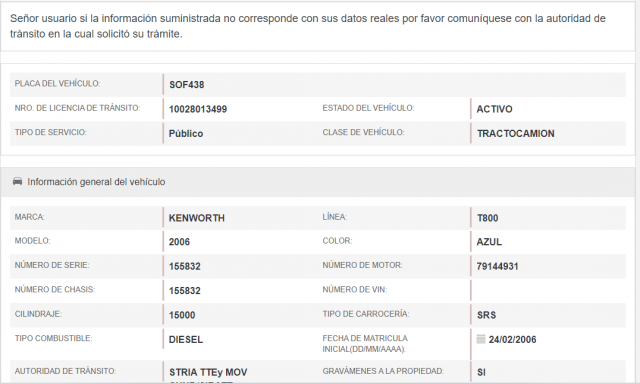 Señor usuario si la información suministrada no corresponde con sus datos reales por favor comuníquese con la autoridad de
tránsito en la cual solicitó su trámite.
PLACA DEL VEHÍCULO: SOF438
NRO. DE LICENCIA DE TRÁNSITO: 10028013499 ESTADO DEL VEHÍCULO: ACTIVO
TIPO DE SERVICIO: Público CLASE DE VEHÍCULO: TRACTOCAMION
Información general del vehículo
MARCA: KENWORTH LÍNEA: T800
MODELO: 2006 COLOR: AZUL
NÚMERO DE SERIE: 155832 NÚMERO DE MOTOR: 79144931
NÚMERO DE CHASIS: 155832 NÚMERO DE VIN:
CILINDRAJE: 15000 TIPO DE CARROCERÍA: SRS
TIPO COMBUSTIBLE: DIESEL FECHA DE MATRICULA
INICIAL(DD/MM/AAAA): 24/02/2006
AUTORIDAD DE TRÁNSITO: STRIA TTEy MOV GRAVÁMENES A LA PROPIEDAD: SI